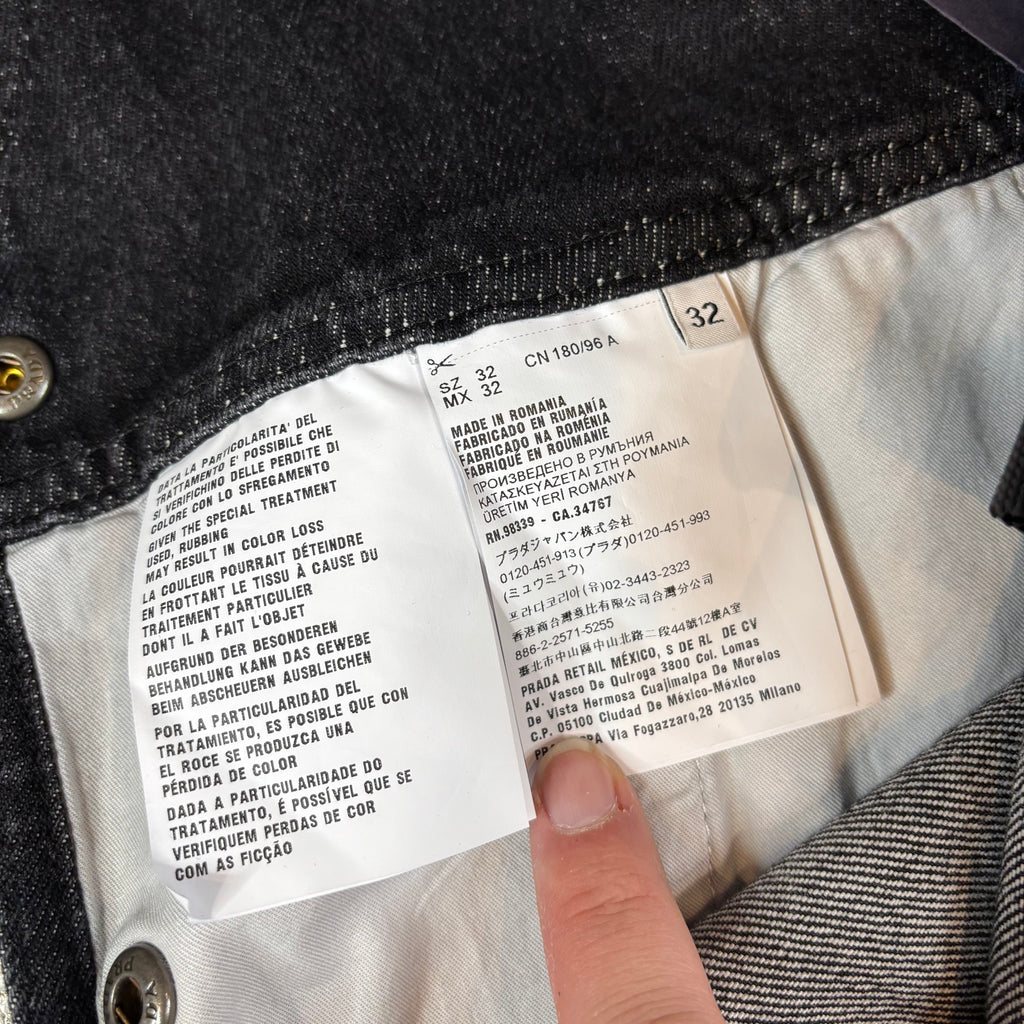 DATA LA PARTICOLARITA' DEL
TRATTAMENTO E' POSSIBILE CHE
SI VERIFICHINO DELLE PERDITE DI
COLORE CON LO SFREGAMENTO
GIVEN THE SPECIAL TREATMENT
USED, RUBBING
MAY RESULT IN COLOR LOSS
LA COULEUR POURRAIT DÉTEINDRE
EN FROTTANT LE TISSU À CAUSE DU
TRAITEMENT PARTICULIER
DONT IL A FAIT L'OBJET
AUFGRUND DER BESONDEREN
BEHANDLUNG KANN DAS GEWEBE
BEIM ABSCHEUERN AUSBLEICHEN
POR LA PARTICULARIDAD DEL
TRATAMIENTO, ES POSIBLE QUE CON
EL ROCE SE PRODUZCA UNA
PÉRDIDA DE COLOR
DADA A PARTICULARIDADE DO
TRATAMENTO, É POSSÍVEL QUE SE
VERIFIQUEM PERDAS DE COR
COM AS FICÇÃO
32
SZ 32 CN 180/96 A
MX 32
MADE IN ROMANIA
FABRICADO EN RUMANÍA
FABRICADO NA ROMÉNIA
FABRIQUÉ EN ROUMANIE
ПРОИЗВЕДЕНО В РУМЪНИЯ
ΚΑΤΑΣΚΕΥΑΖΕΤΑΙ ΣΤΗ ΡΟΥΜΑΝΙΑ
ÜRETİM YERİ ROMANYA
RN.98339 - CA.34767
プラダジャパン株式会社
0120-451-913 (プラダ)0120-451-993
(ミュウミュウ)
프라다코리아 (유)02-3443-2323
香港商台灣意比有限公司台灣分公司
886-2-2571-5255
臺北市中山區中山北路二段44號12樓A室
PRADA RETAIL MÉXICO, S DE RL DE CV
AV. Vasco De Quiroga 3800 Col. Lomas
De Vista Hermosa Cuajimalpa De Morelos
C.P. 05100 Ciudad De México-México
Via Fogazzaro,28 20135 Milano